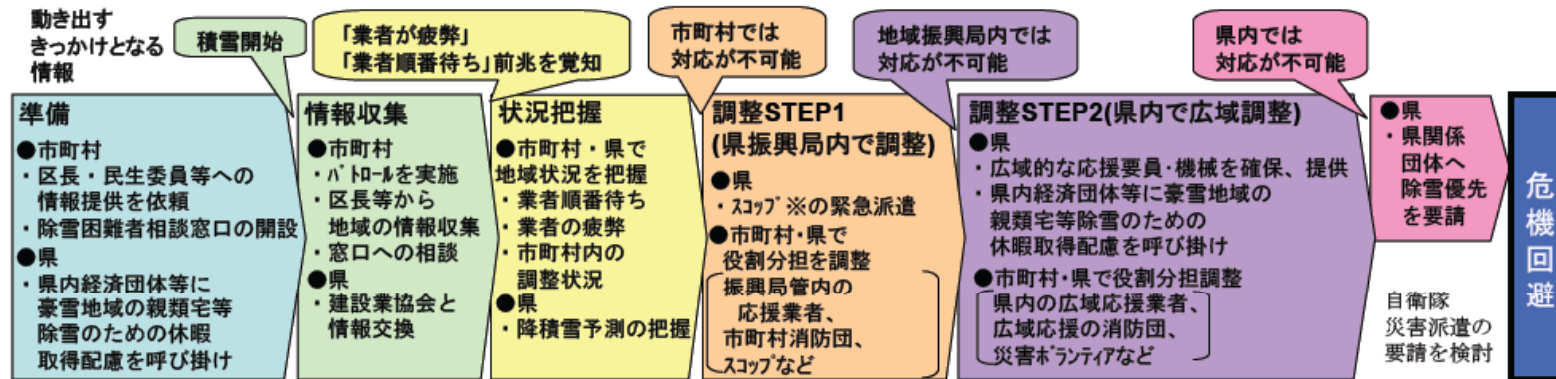 動き出す
きっかけとなる
情報
積雪開始
「業者が疲弊」
「業者順番待ち」前兆を覚知
市町村では
対応が不可能
地域振興局内では
対応が不可能
県内では
対応が不可能
準備
●市町村
・区長・民生委員等への
情報提供を依頼
・除雪困難者相談窓口の開設
●県
・県内経済団体等に
豪雪地域の親類宅等
除雪のための休暇
取得配慮を呼び掛け
情報収集
●市町村
・ﾊﾟﾄﾛｰﾙを実施
・区長等から
地域の情報収集
・窓口への相談
●県
・建設業協会と
情報交換
状況把握
●市町村・県で
地域状況を把握
・業者順番待ち
・業者の疲弊
・市町村内の
調整状況
●県
・降積雪予測の把握
調整STEP1
(県振興局内で調整)
●県
・ｽｺｯﾌﾟ※の緊急派遣
●市町村・県で
役割分担を調整
振興局管内の
応援業者、
市町村消防団、
ｽｺｯﾌﾟなど
調整STEP2(県内で広域調整)
●県
・広域的な応援要員・機械を確保、提供
・県内経済団体等に豪雪地域の
親類宅等除雪のための
休暇取得配慮を呼び掛け
●市町村・県で役割分担調整
県内の広域応援業者、
広域応援の消防団、
災害ﾎﾞﾗﾝﾃｨｱなど
●県
・県関係
団体へ
除雪優先
を要請
自衛隊
災害派遣の
要請を検討
危機回避